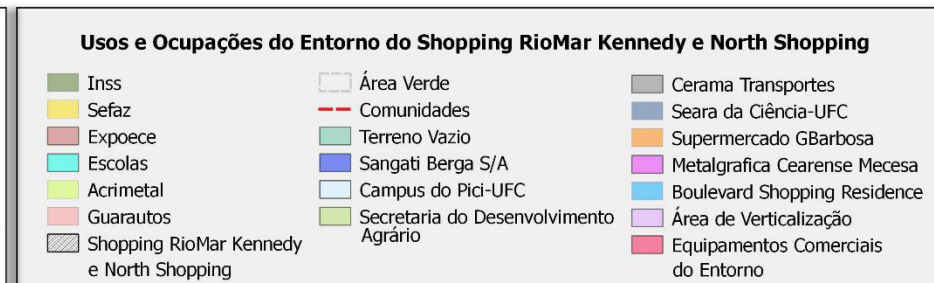 Usos e Ocupações do Entorno do Shopping RioMar Kennedy e North Shopping
Inss
Sefaz
Expoece
Escolas
Acrimetal
Guarautos
Shopping RioMar Kennedy
e North Shopping
Área Verde
Comunidades
Terreno Vazio
Sangati Berga S/A
Campus do Pici-UFC
Secretaria do Desenvolvimento
Agrário
Cerama Transportes
Seara da Ciência-UFC
Supermercado GBarbosa
Metalgrafica Cearense Mecesa
Boulevard Shopping Residence
Área de Verticalização
Equipamentos Comerciais
do Entorno